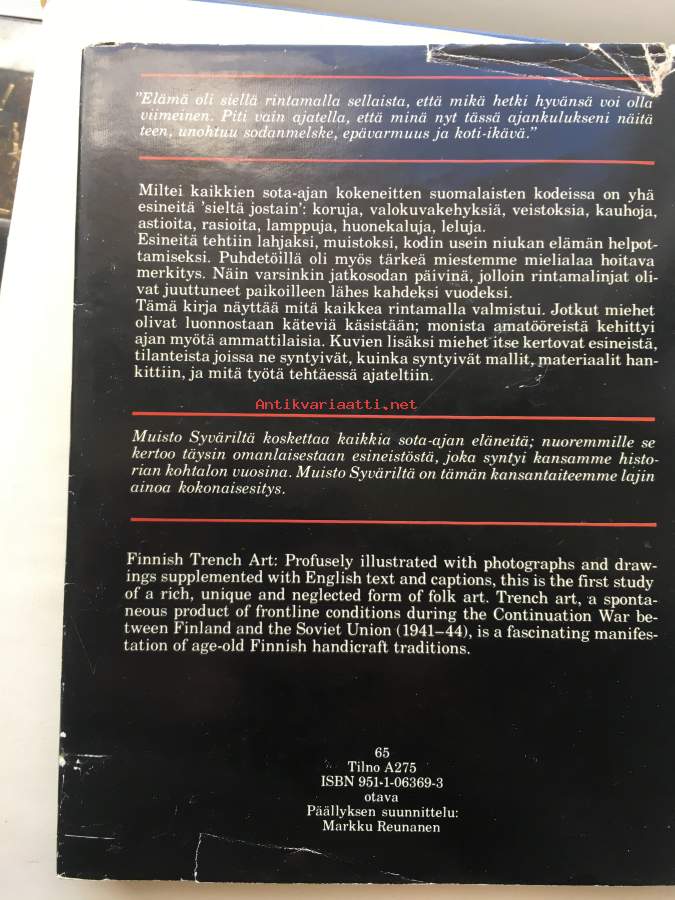 "Elämä oli siellä rintamalla sellaista, että mikä hetki hyvänsä voi olla
viimeinen. Piti vain ajatella, että minä nyt tässä ajankulukseni näitä
teen, unohtuu sodanmelske, epävarmuus ja koti-ikävä."
Miltei kaikkien sota-ajan kokeneitten suomalaisten kodeissa on yhä
esineitä 'sieltä jostain': koruja, valokuvakehyksiä, veistoksia, kauhoja,
astioita, rasioita, lamppuja, huonekaluja, leluja.
Esineitä tehtiin lahjaksi, muistoksi, kodin usein niukan elämän helpot-
tamiseksi. Puhdetöillä oli myös tärkeä miestemme mielialaa hoitava
merkitys. Näin varsinkin jatkosodan päivinä, jolloin rintamalinjat oli-
vat juuttuneet paikoilleen lähes kahdeksi vuodeksi.
Tämä kirja näyttää mitä kaikkea rintamalla valmistui. Jotkut miehet
olivat luonnostaan käteviä käsistään; monista amatööreistä kehittyi
ajan myötä ammattilaisia. Kuvien lisäksi miehet itse kertovat esineistä,
tilanteista joissa ne syntyivät, kuinka syntyivät mallit, materiaalit han-
kittiin, ja mitä työtä tehtäessä ajateltiin.
Antikvariaatti.net
Muisto Syväriltä koskettaa kaikkia sota-ajan eläneitä; nuoremmille se
kertoo täysin omanlaisestaan esineistöstä, joka syntyi kansamme histo-
rian kohtalon vuosina. Muisto Syväriltä on tämän kansantaiteemme lajin
ainoa kokonaisesitys.
Finnish Trench Art: Profusely illustrated with photographs and draw-
ings supplemented with English text and captions, this is the first study
of a rich, unique and neglected form of folk art. Trench art, a sponta-
neous product of frontline conditions during the Continuation War be-
tween Finland and the Soviet Union (1941–44), is a fascinating manifes-
tation of age-old Finnish handicraft traditions.
65
Tilno A275
ISBN 951-1-06369-3
otava
Päällyksen suunnittelu:
Markku Reunanen